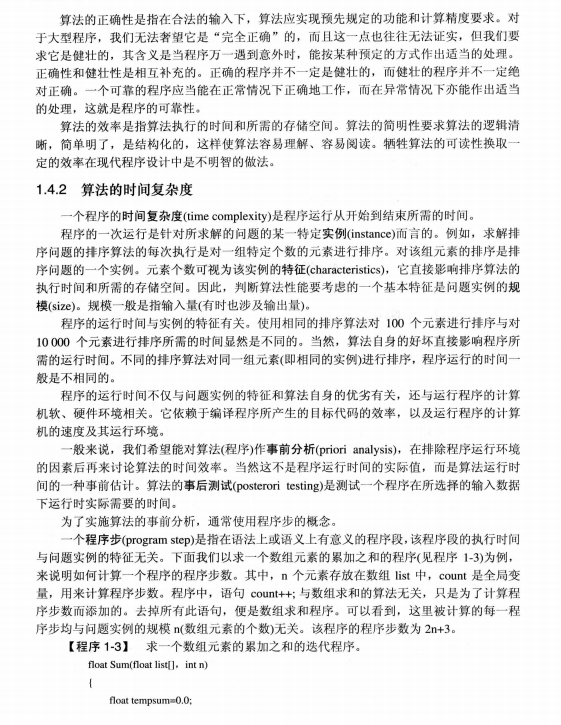 算法的正确性是指在合法的输入下，算法应实现预先规定的功能和计算精度要求。对
于大型程序，我们无法奢望它是“完全正确”的，而且这一点也往往无法证实，但我们要
求它是健壮的，其含义是当程序万一遇到意外时，能按某种预定的方式作出适当的处理。
正确性和健壮性是相互补充的。正确的程序并不一定是健壮的，而健壮的程序并不一定绝
对正确。一个可靠的程序应当能在正常情况下正确地工作，而在异常情况下亦能作出适当
的处理，这就是程序的可靠性。
算法的效率是指算法执行的时间和所需的存储空间。算法的简明性要求算法的逻辑清
晰，简单明了，是结构化的，这样使算法容易理解、容易阅读。牺牲算法的可读性换取一
定的效率在现代程序设计中是不明智的做法。
1.4.2 算法的时间复杂度
一个程序的时间复杂度(time complexity)是程序运行从开始到结束所需的时间。
程序的一次运行是针对所求解的问题的某一特定实例(instance)而言的。例如，求解排
序问题的排序算法的每次执行是对一组特定个数的元素进行排序。对该组元素的排序是排
序问题的一个实例。元素个数可视为该实例的特征(characteristics)，它直接影响排序算法的
执行时间和所需的存储空间。因此，判断算法性能要考虑的一个基本特征是问题实例的规
模(size)。规模一般是指输入量(有时也涉及输出量)。
程序的运行时间与实例的特征有关。使用相同的排序算法对 100 个元素进行排序与对
10 000 个元素进行排序所需的时间显然是不同的。当然，算法自身的好坏直接影响程序所
需的运行时间。不同的排序算法对同一组元素(即相同的实例)进行排序，程序运行的时间一
般是不相同的。
程序的运行时间不仅与问题实例的特征和算法自身的优劣有关，还与运行程序的计算
机软、硬件环境相关。它依赖于编译程序所产生的目标代码的效率，以及运行程序的计算
机的速度及其运行环境。
一般来说，我们希望能对算法(程序)作事前分析(priori analysis)，在排除程序运行环境
的因素后再来讨论算法的时间效率。当然这不是程序运行时间的实际值，而是算法运行时
间的一种事前估计。算法的事后测试(posterori testing)是测试一个程序在所选择的输入数据
下运行时实际需要的时间。
为了实施算法的事前分析，通常使用程序步的概念。
一个程序步(program step)是指在语法上或语义上有意义的程序段，该程序段的执行时间
与问题实例的特征无关。下面我们以求一个数组元素的累加之和的程序(见程序 1-3)为例，
来说明如何计算一个程序的程序步数。其中，n 个元素存放在数组 list 中，count 是全局变
量，用来计算程序步数。程序中，语句 count++; 与数组求和的算法无关，只是为了计算程
序步数而添加的。去掉所有此语句，便是数组求和程序。可以看到，这里被计算的每一程
序步均与问题实例的规模 n(数组元素的个数)无关。该程序的程序步数为 2n+3。
【程序 1-3】 求一个数组元素的累加之和的迭代程序。
float Sum(float list[]，int n)
{
float tempsum=0.0;